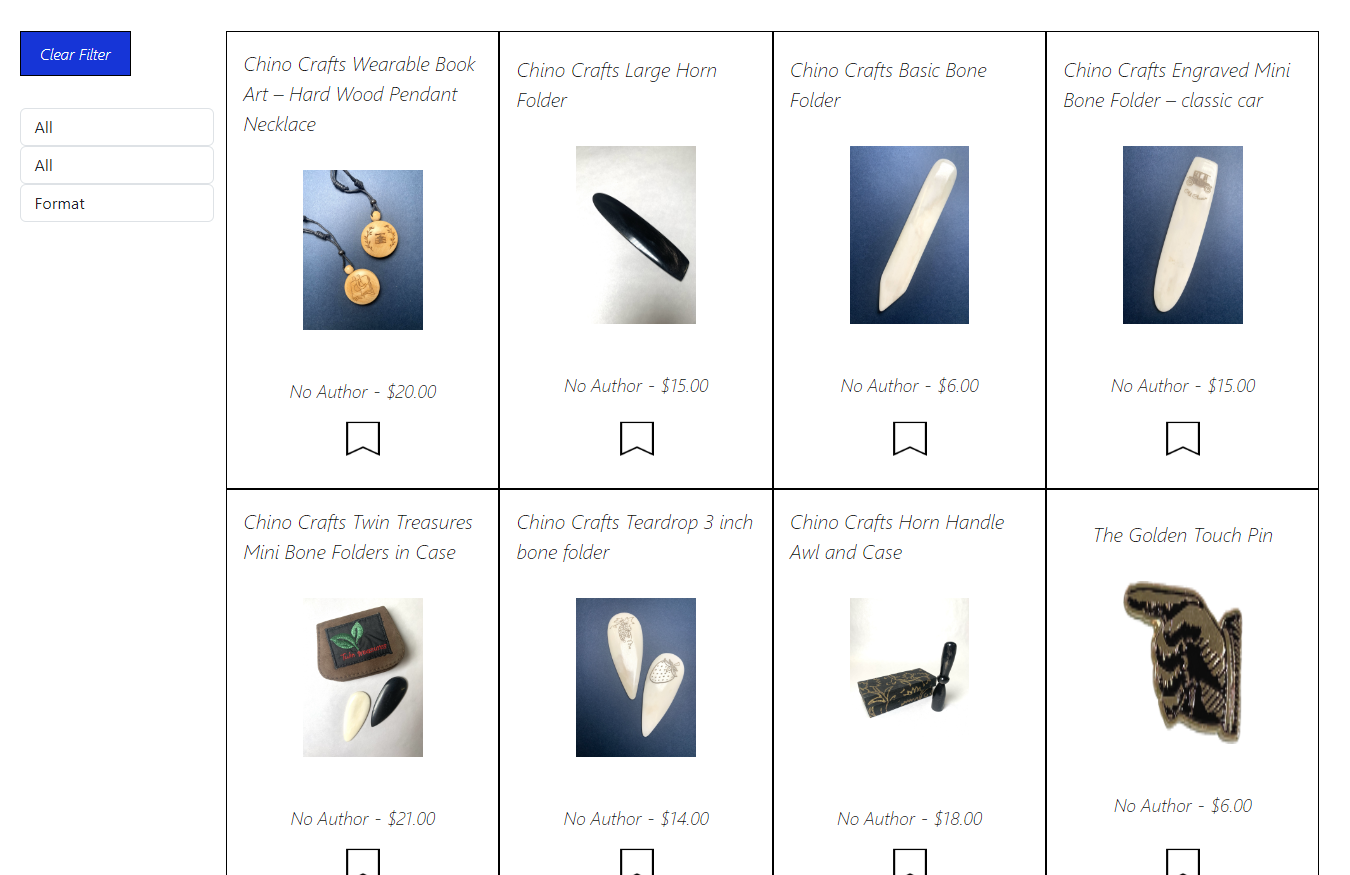 Clear Filter
All
All
Format
Chino Crafts Wearable Book
Art – Hard Wood Pendant
Necklace
No Author - $20.00
Chino Crafts Large Horn
Folder
No Author - $15.00
Chino Crafts Basic Bone
Folder
No Author - $6.00
Chino Crafts Engraved Mini
Bone Folder – classic car
No Author - $15.00
Chino Crafts Twin Treasures
Mini Bone Folders in Case
No Author - $21.00
Chino Crafts Teardrop 3 inch
bone folder
No Author - $14.00
Chino Crafts Horn Handle
Awl and Case
No Author - $18.00
The Golden Touch Pin
No Author - $6.00